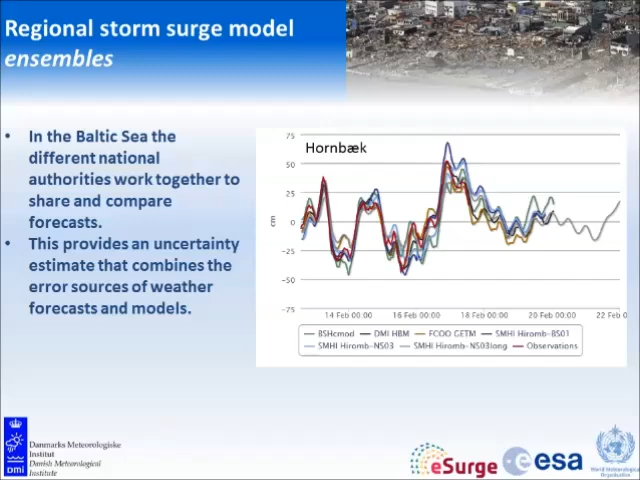 Regional storm surge model
ensembles
• In the Baltic Sea the
different national
authorities work together to
share and compare
forecasts.
• This provides an uncertainty
estimate that combines the
error sources of weather
forecasts and models.
Hornbæk
75
50
25
0
-25
-50
-75
cm
14 Feb 00:00
16 Feb 00:00
18 Feb 00:00
20 Feb 00:00
22 Feb 0
BSHcmod
DMI HBM
FCOO GETM
SMHI Hiromb-BS01
SMHI Hiromb-NS03
SMHI Hiromb-NS03long
Observations
DMI
Danmarks Meteorologiske
Institut
Danish Meteorological
Institute
eSurge
esa
World Meteorological
Organization